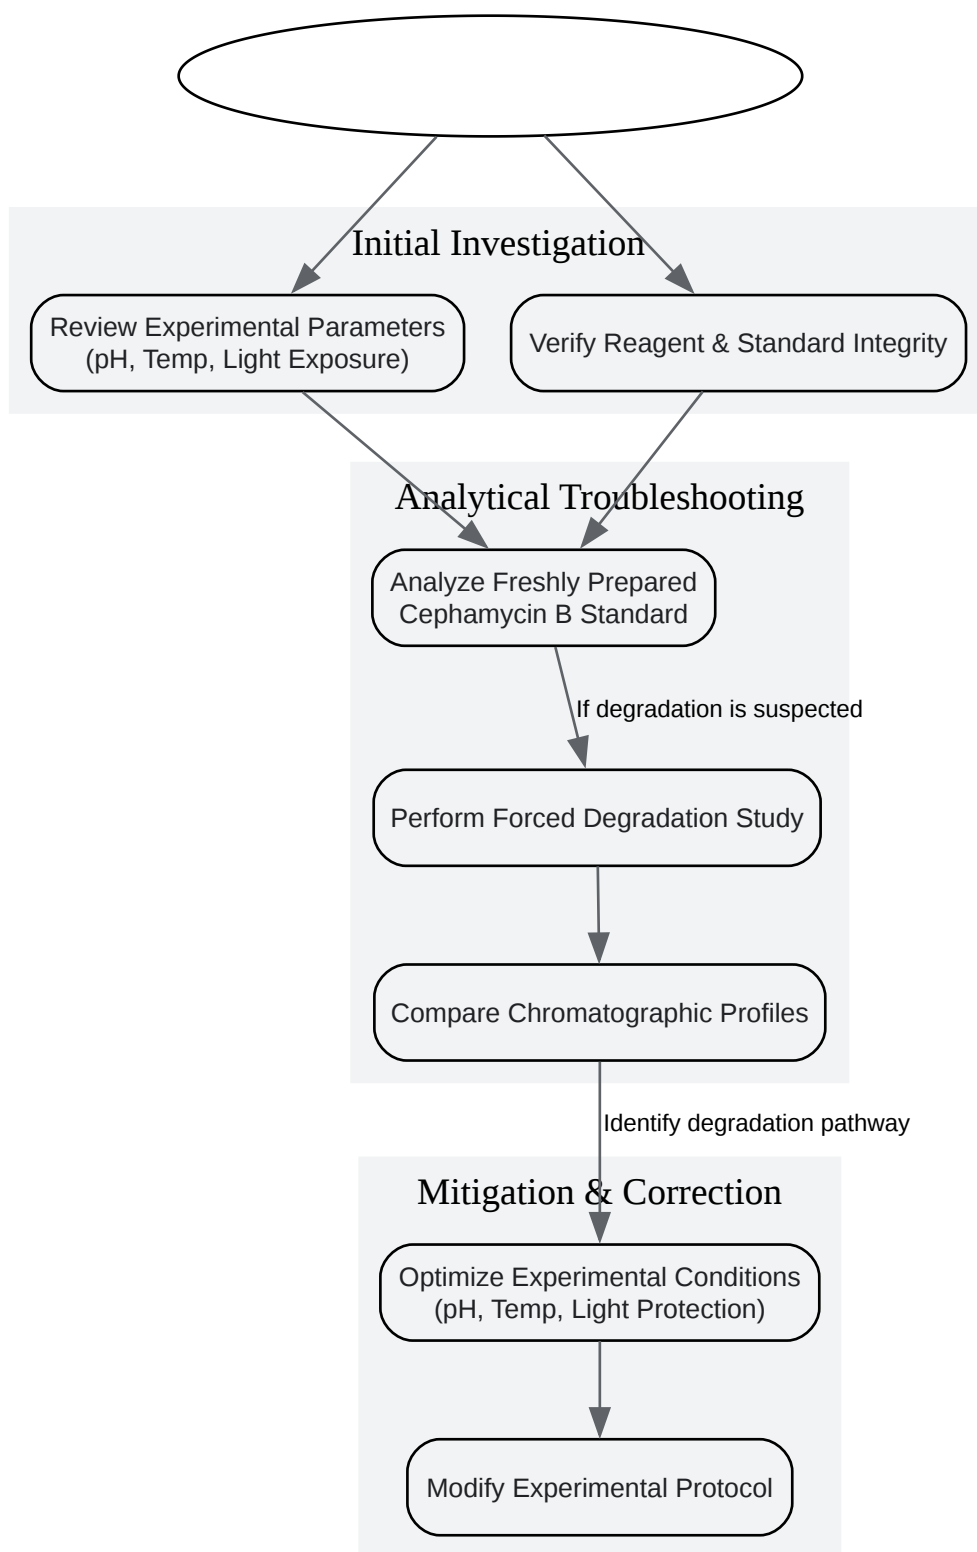 Initial Investigation
Review Experimental Parameters
(pH, Temp, Light Exposure)
Verify Reagent & Standard Integrity
Analytical Troubleshooting
Analyze Freshly Prepared
Cephamycin B Standard
If degradation is suspected
Perform Forced Degradation Study
Compare Chromatographic Profiles
Identify degradation pathway
Mitigation & Correction
Optimize Experimental Conditions
(pH, Temp, Light Protection)
Modify Experimental Protocol